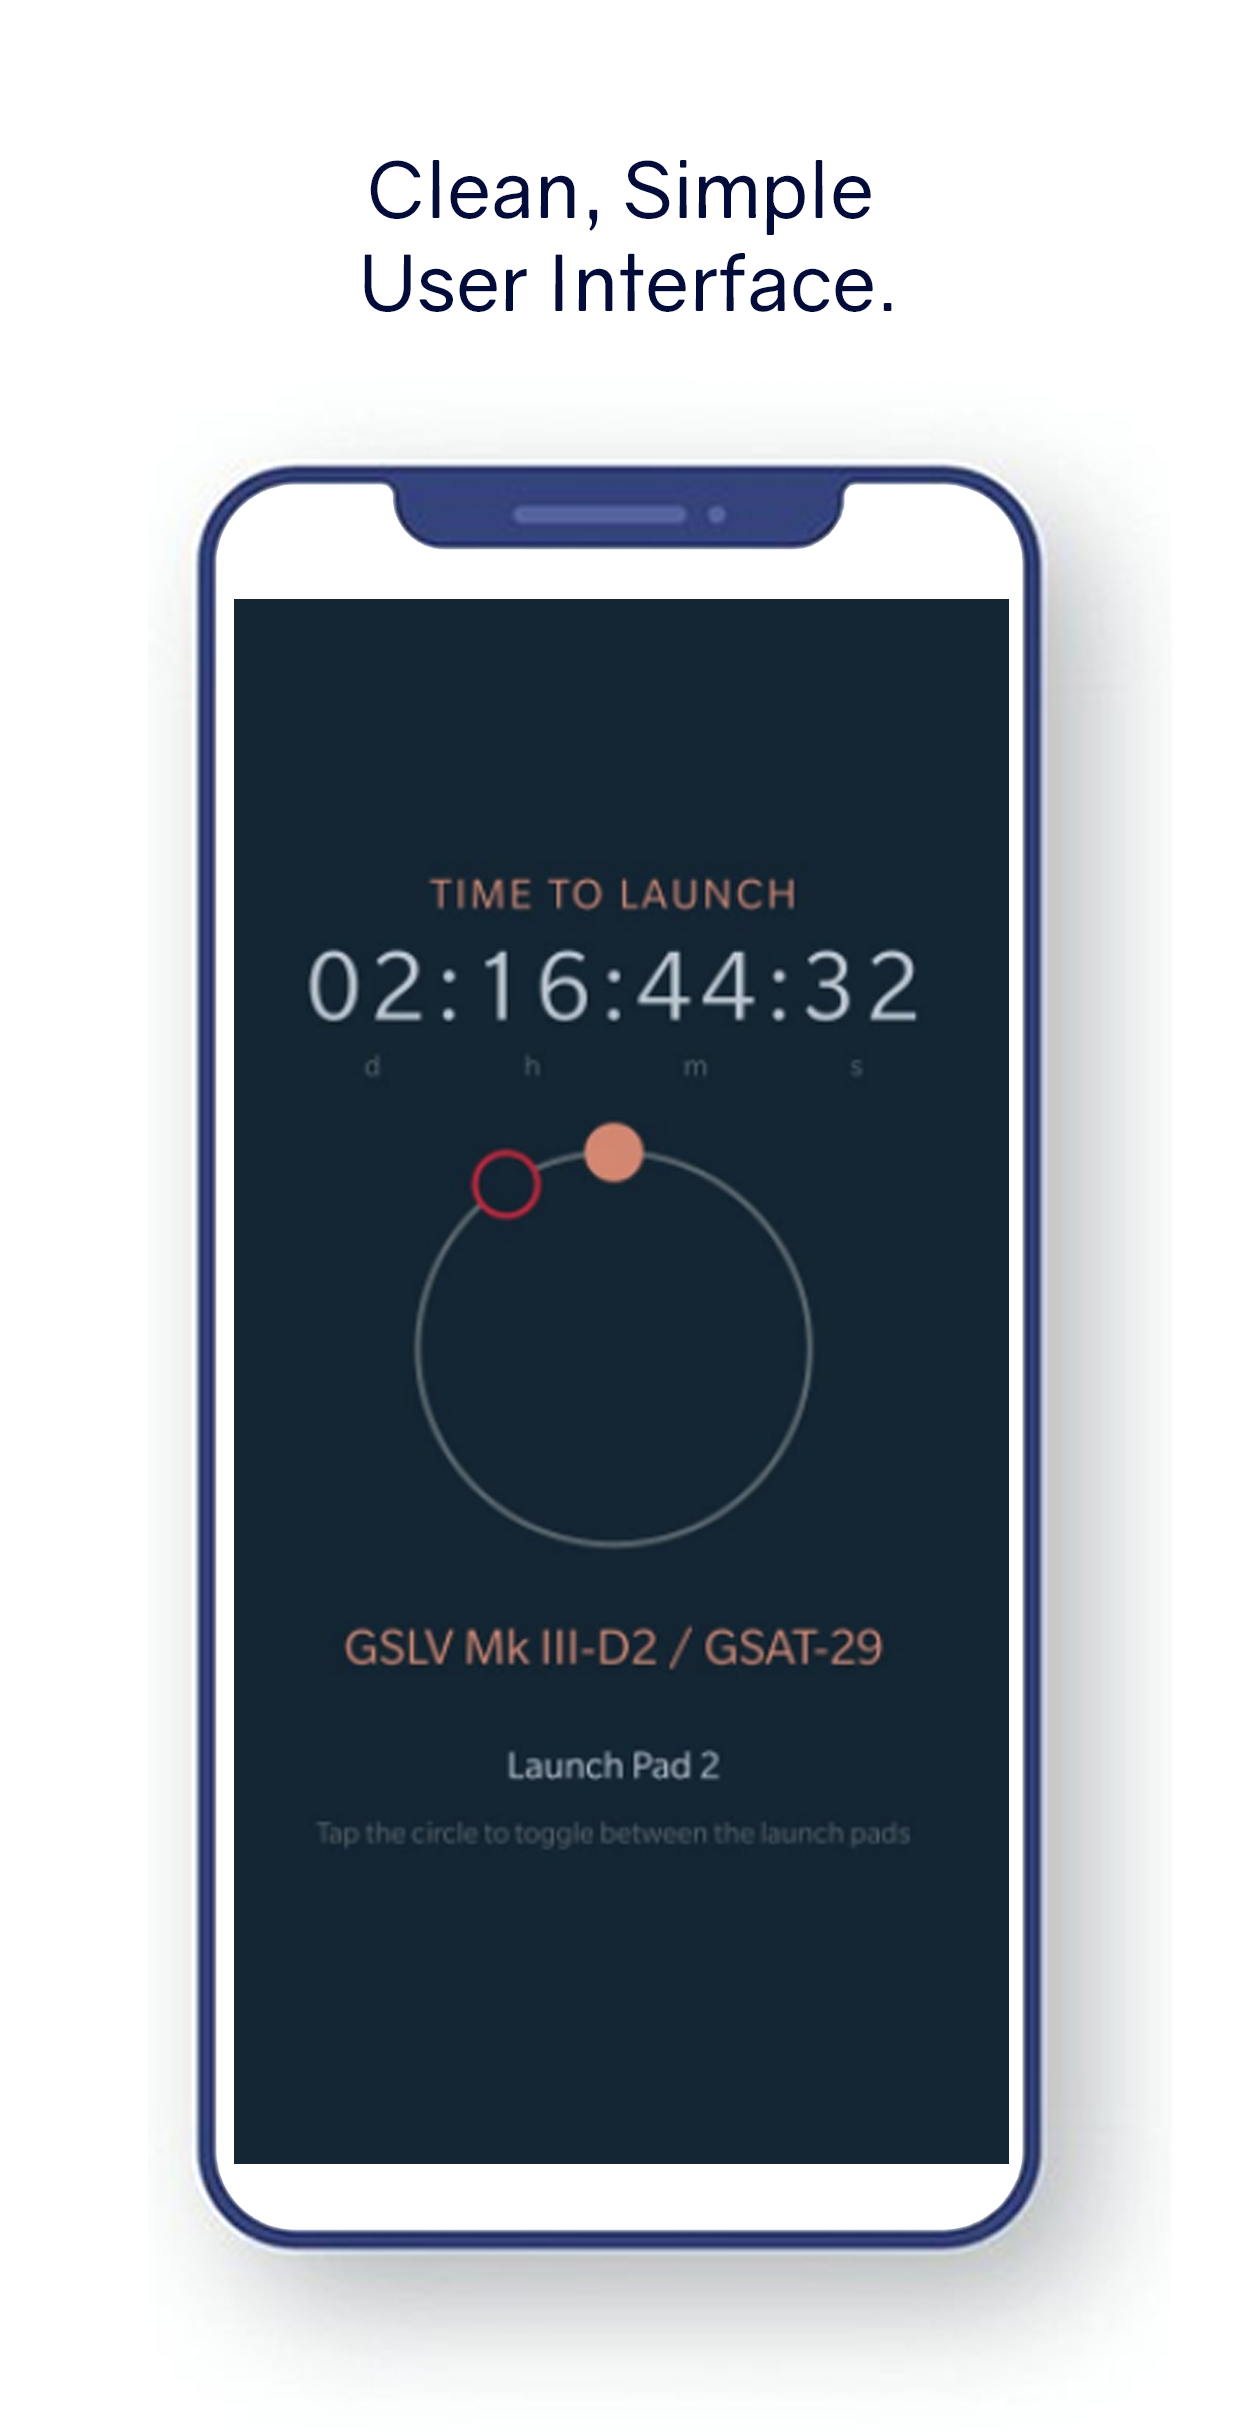 Clean, Simple
User Interface.
TIME TO LAUNCH
02:16:44:32
d h m s
GSLV Mk III-D2 / GSAT-29
Launch Pad 2
Tap the circle to toggle between the launch pads